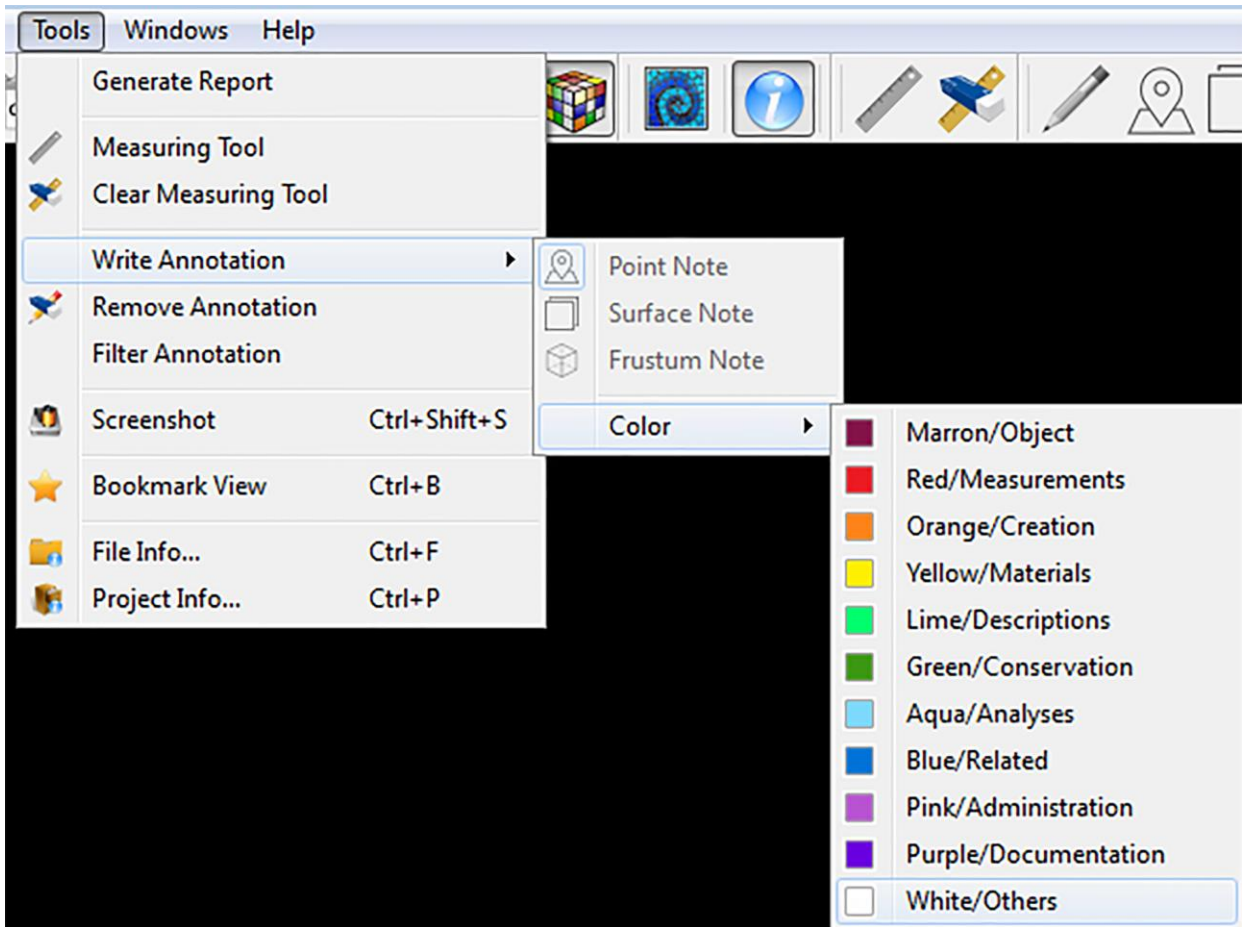 Tools Windows Help
Generate Report
Measuring Tool
Clear Measuring Tool
Write Annotation
Remove Annotation
Filter Annotation
Screenshot Ctrl+Shift+S
Bookmark View Ctrl+B
File Info... Ctrl+F
Project Info... Ctrl+P
Point Note
Surface Note
Frustum Note
Color
Marron/Object
Red/Measurements
Orange/Creation
Yellow/Materials
Lime/Descriptions
Green/Conservation
Aqua/Analyses
Blue/Related
Pink/Administration
Purple/Documentation
White/Others